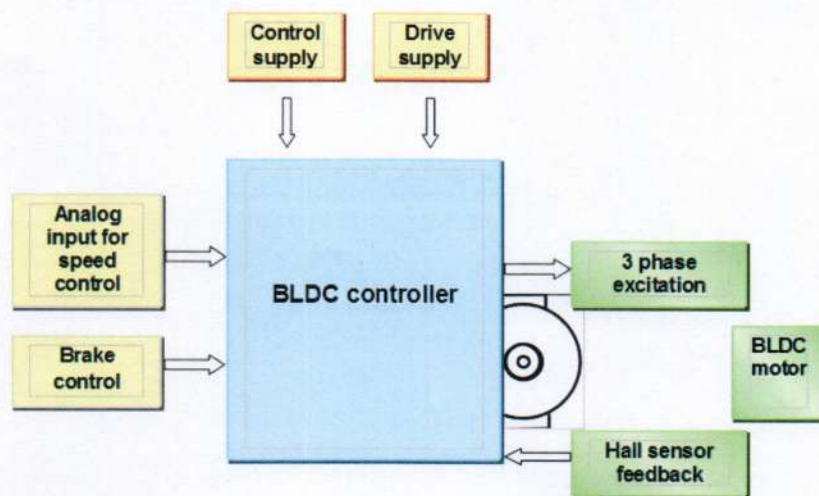 Control
supply
Drive
supply
Analog
input for
speed
control
BLDC controller
3 phase
excitation
Brake
control
BLDC
motor
Hall sensor
feedback